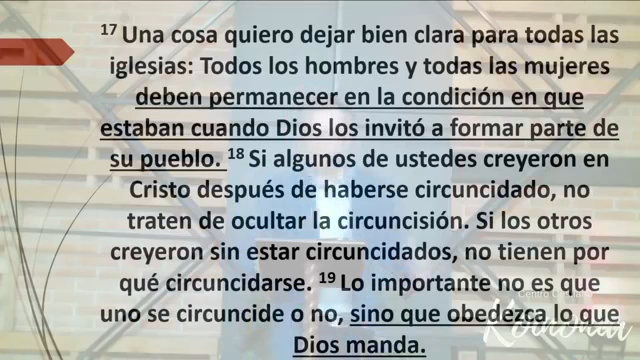 17 Una cosa quiero dejar bien clara para todas las
iglesias: Todos los hombres y todas las mujeres
deben permanecer en la condición en que
estaban cuando Dios los invitó a formar parte de
su pueblo. 18 Si algunos de ustedes creyeron en
Cristo después de haberse circuncidado, no
traten de ocultar la circuncisión. Si los otros
creyeron sin estar circuncidados, no tienen por
qué circuncidarse. 19 Lo importante no es que
uno se circuncide o no, sino que obedezca lo que
Dios manda.
Centro Cristiano